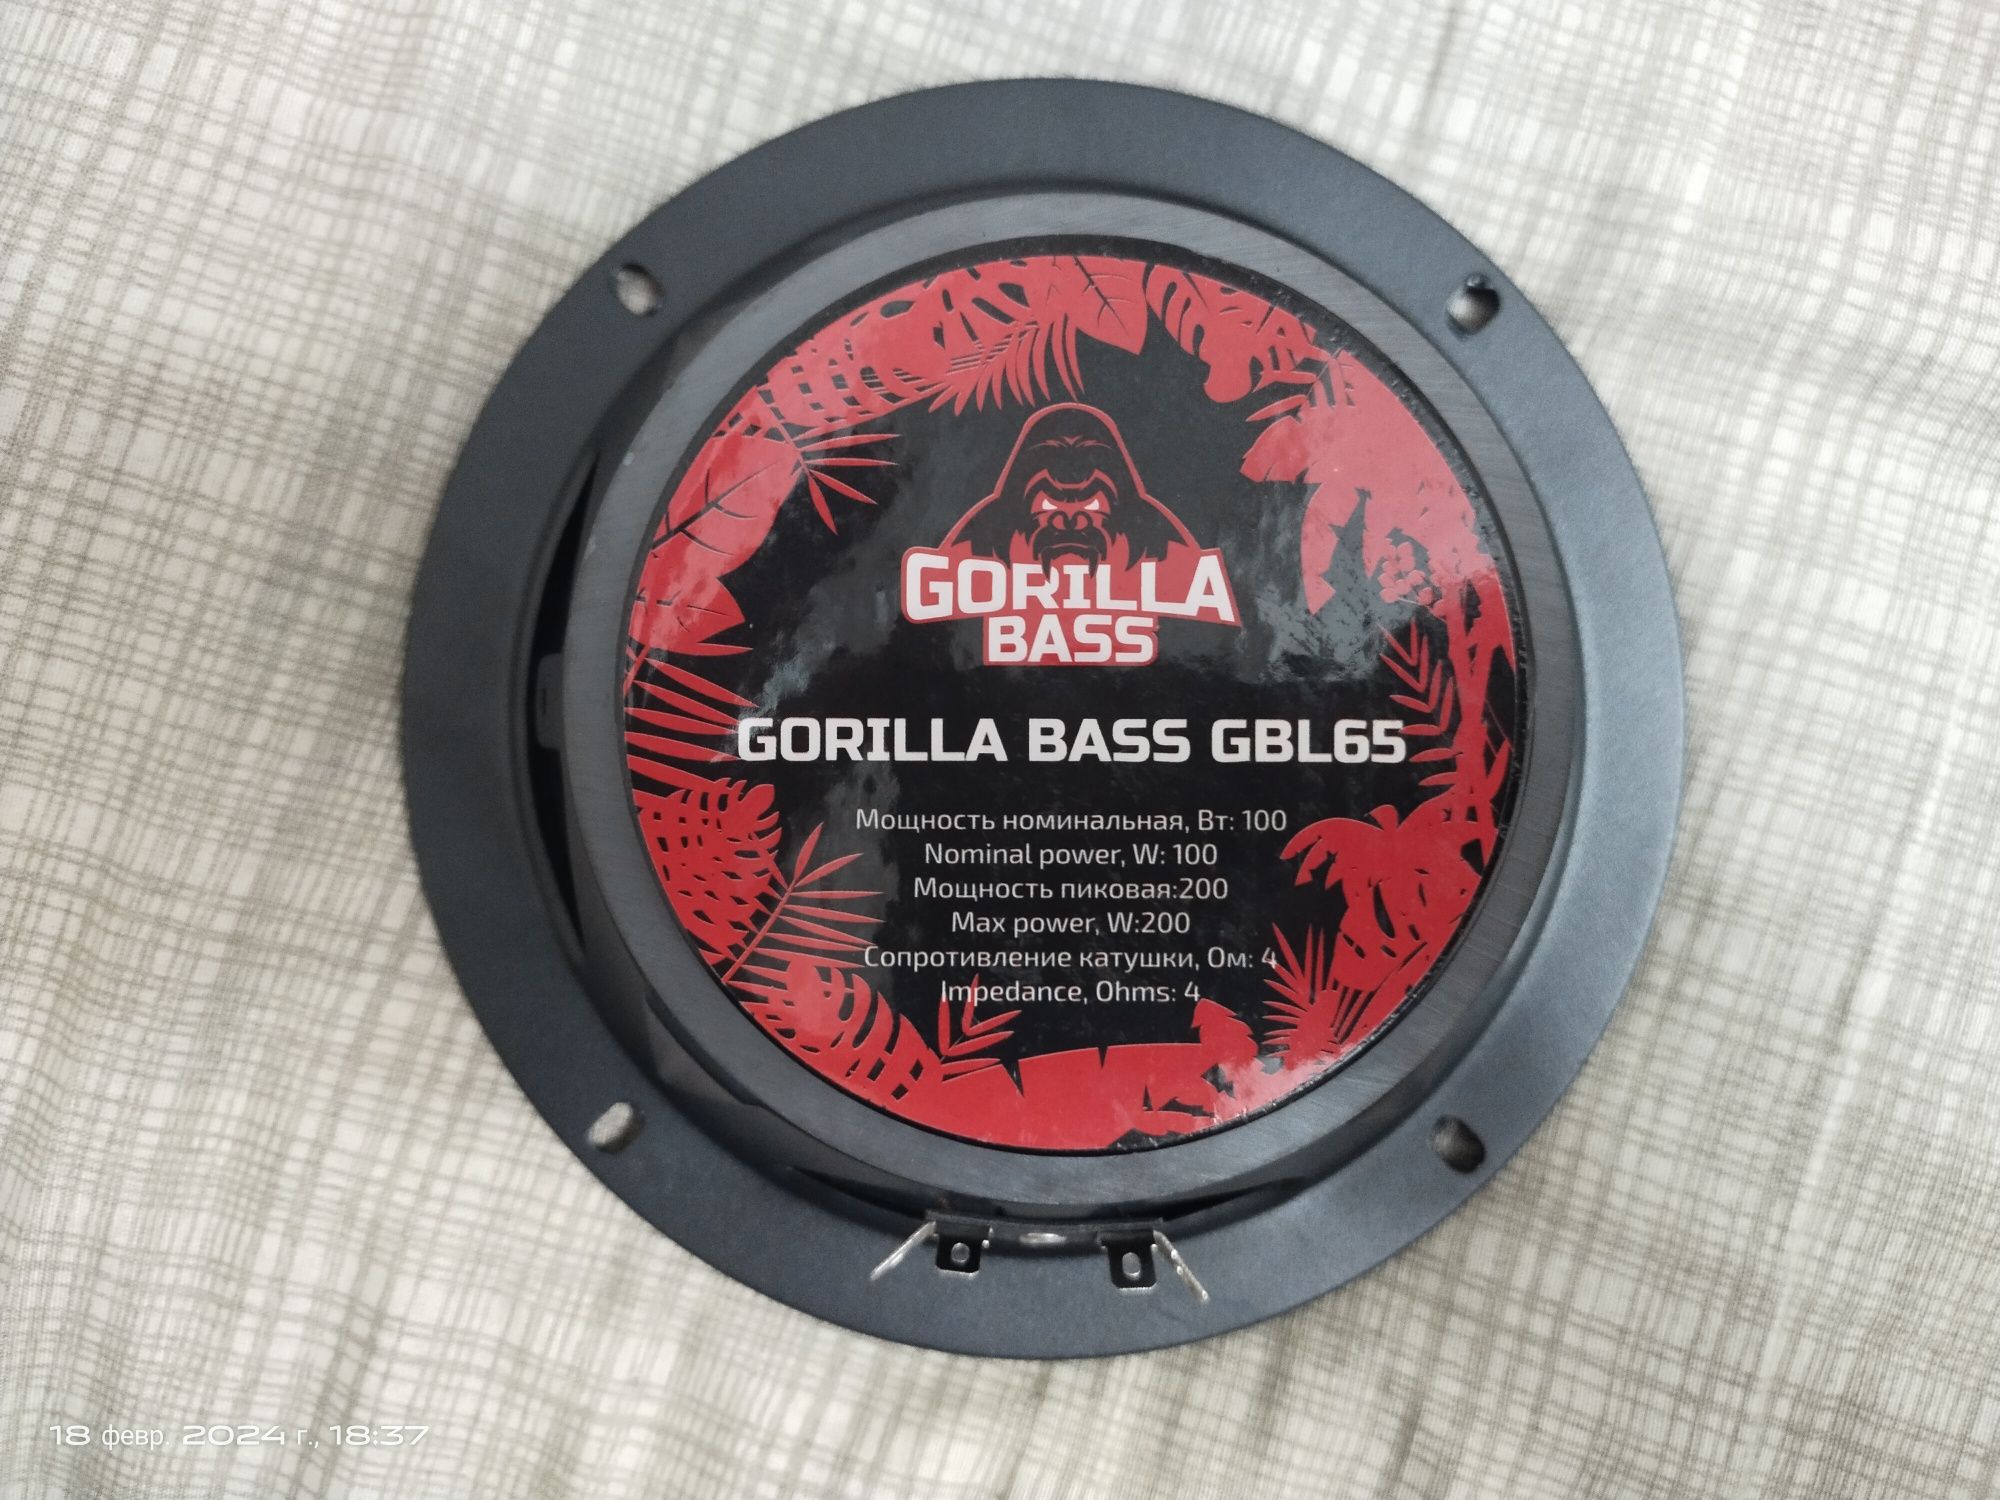 GORILLA
BASS
GORILLA BASS GBL65
Мощность номинальная, Вт: 100
Nominal power, W: 100
Мощность пиковая:200
Max power, W:200
Сопротивление катушки, Ом: 4
Impedance, Ohms: 4
18 февр. 2024 г., 18:37